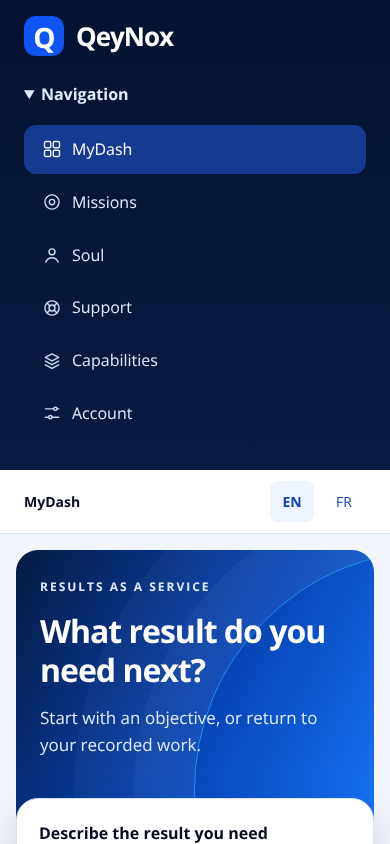 Q QeyNox
▼ Navigation
MyDash
Missions
Soul
Support
Capabilities
Account
MyDash EN FR
RESULTS AS A SERVICE
What result do you
need next?
Start with an objective, or return to
your recorded work.
Describe the result you need